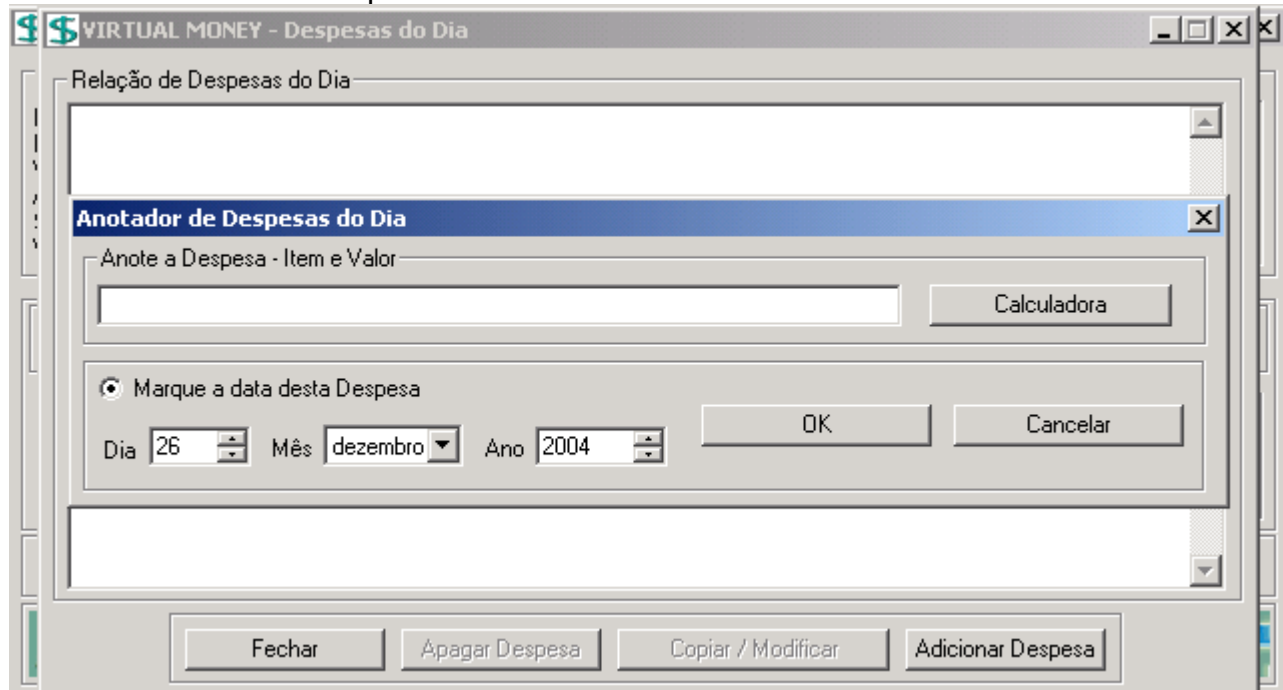 VIRTUAL MONEY - Despesas do Dia
Relação de Despesas do Dia
Anotador de Despesas do Dia
Anote a Despesa - Item e Valor
Calculadora
Marque a data desta Despesa
Dia 26 Mês dezembro Ano 2004 OK Cancelar
Fechar Apagar Despesa Copiar / Modificar Adicionar Despesa